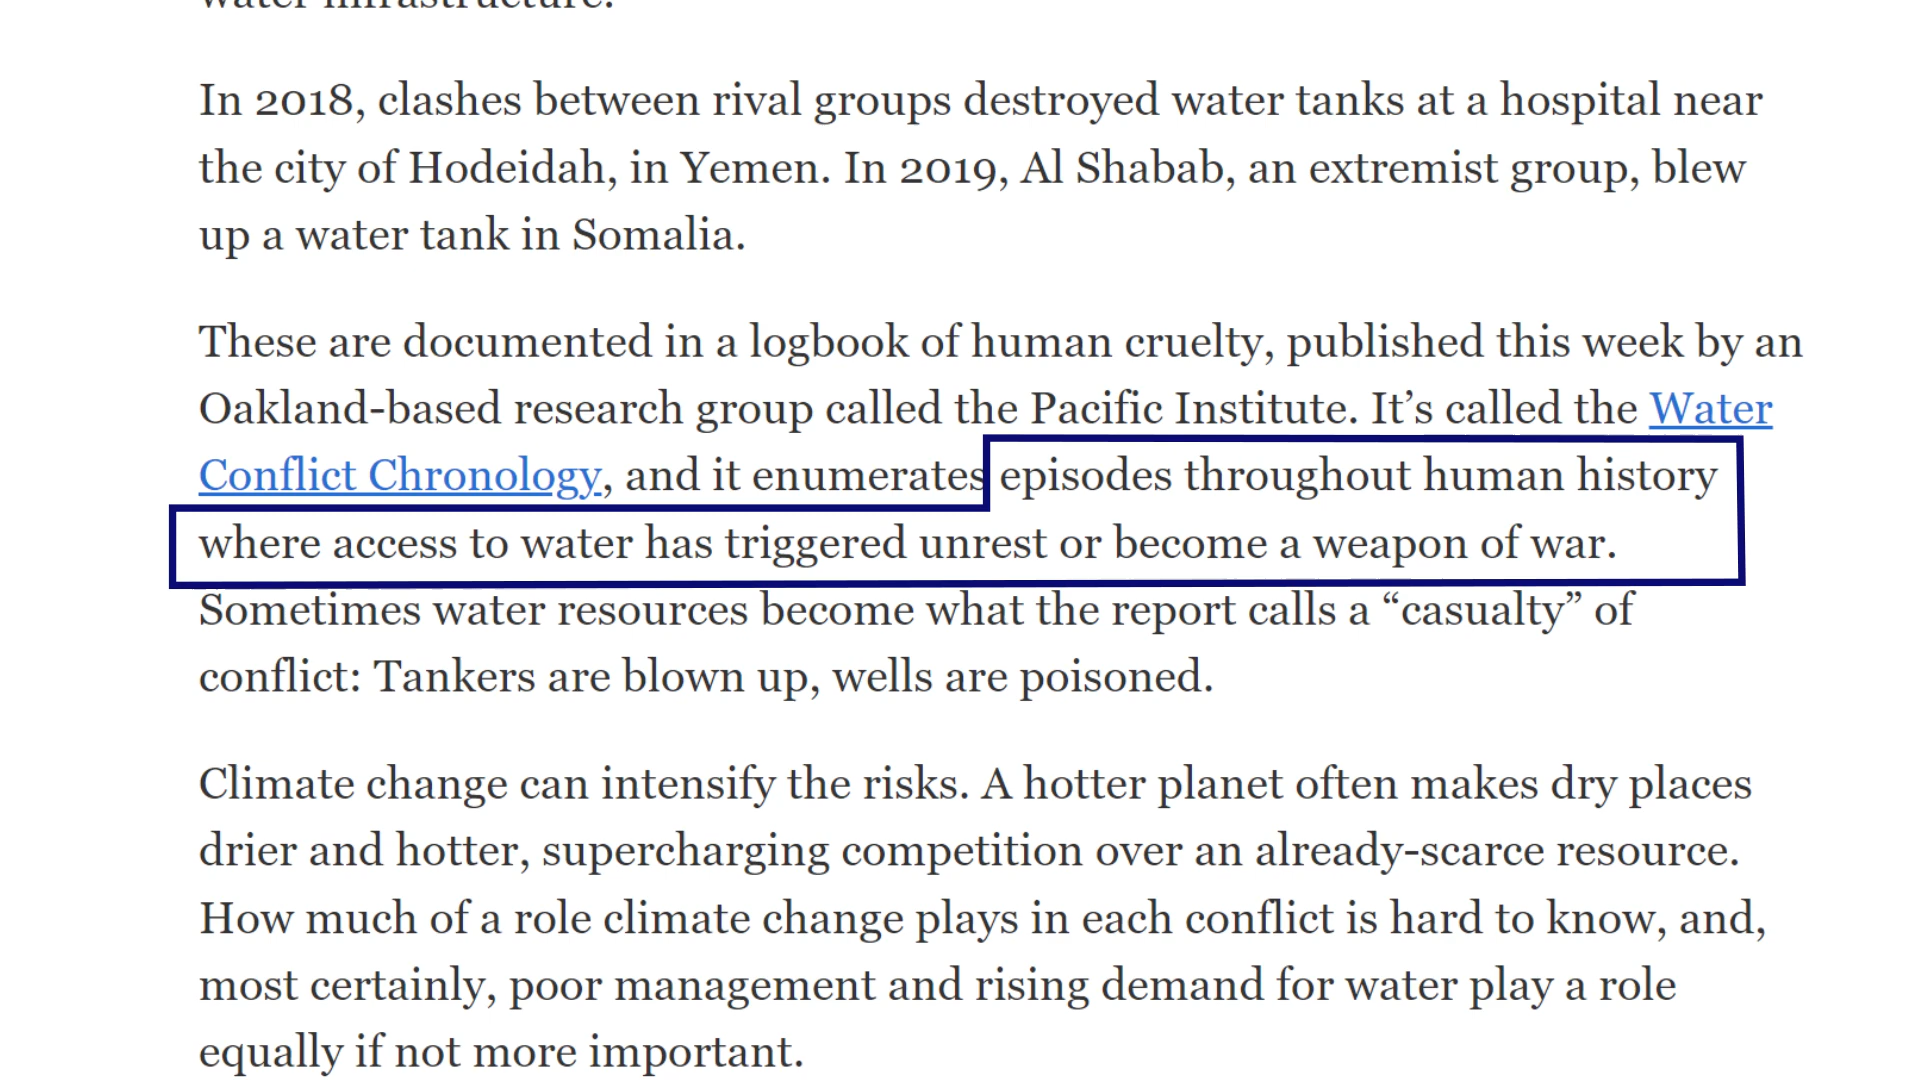 water infrastructure.
In 2018, clashes between rival groups destroyed water tanks at a hospital near
the city of Hodeidah, in Yemen. In 2019, Al Shabab, an extremist group, blew
up a water tank in Somalia.
These are documented in a logbook of human cruelty, published this week by an
Oakland-based research group called the Pacific Institute. It’s called the Water
Conflict Chronology, and it enumerates episodes throughout human history
where access to water has triggered unrest or become a weapon of war.
Sometimes water resources become what the report calls a “casualty” of
conflict: Tankers are blown up, wells are poisoned.
Climate change can intensify the risks. A hotter planet often makes dry places
drier and hotter, supercharging competition over an already-scarce resource.
How much of a role climate change plays in each conflict is hard to know, and,
most certainly, poor management and rising demand for water play a role
equally if not more important.